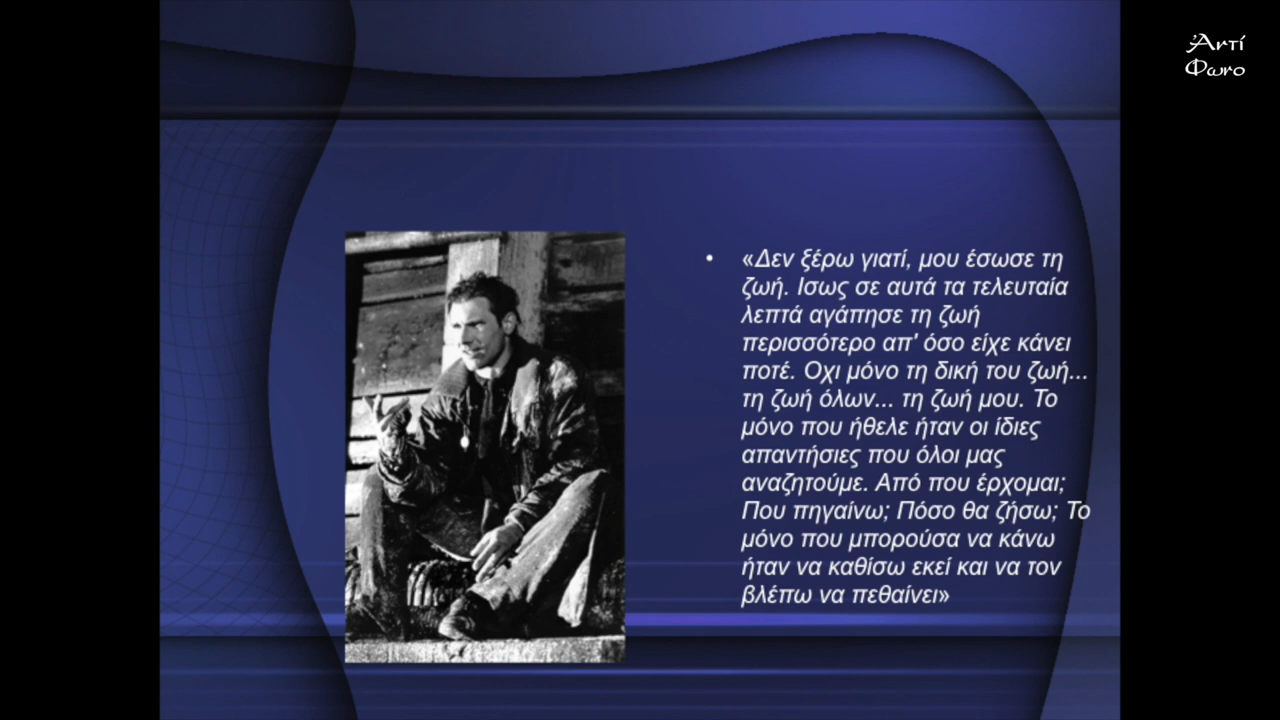 Ἀντί
Φωνο
• «Δεν ξέρω γιατί, μου έσωσε τη
ζωή. Ισως σε αυτά τα τελευταία
λεπτά αγάπησε τη ζωή
περισσότερο απ' όσο είχε κάνει
ποτέ. Οχι μόνο τη δική του ζωή...
τη ζωή όλων... τη ζωή μου. Το
μόνο που ήθελε ήταν οι ίδιες
απαντήσιες που όλοι μας
αναζητούμε. Από που έρχομαι;
Που πηγαίνω; Πόσο θα ζήσω; Το
μόνο που μπορούσα να κάνω
ήταν να καθίσω εκεί και να τον
βλέπω να πεθαίνει»